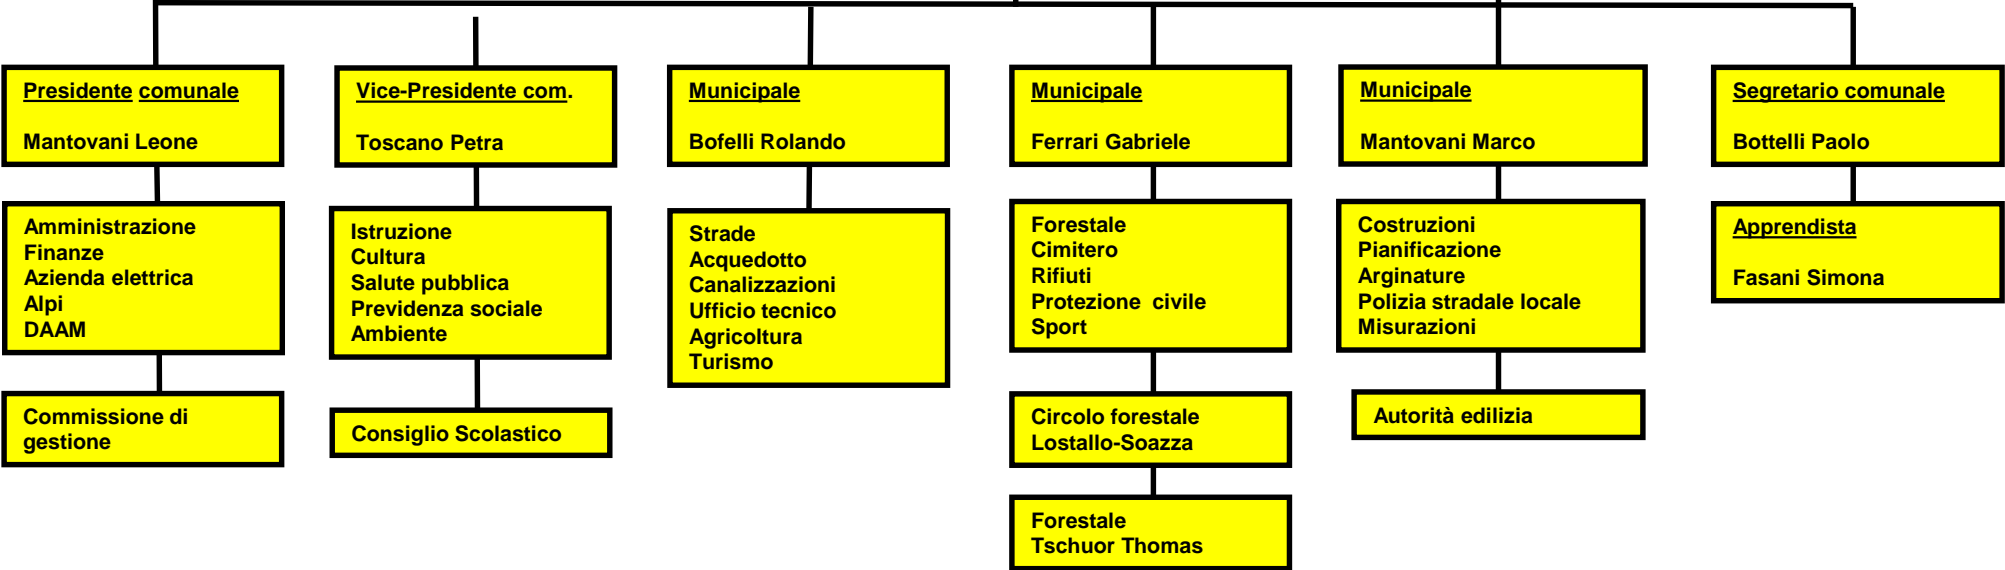 Presidente comunale
Mantovani Leone
Vice-Presidente com.
Toscano Petra
Municipale
Bofelli Rolando
Municipale
Ferrari Gabriele
Municipale
Mantovani Marco
Segretario comunale
Bottelli Paolo
Amministrazione
Finanze
Azienda elettrica
Alpi
DAAM
Istruzione
Cultura
Salute pubblica
Previdenza sociale
Ambiente
Strade
Acquedotto
Canalizzazioni
Ufficio tecnico
Agricoltura
Turismo
Forestale
Cimitero
Rifiuti
Protezione  civile
Sport
Costruzioni
Pianificazione
Arginature
Polizia stradale locale
Misurazioni
Apprendista
Fasani Simona
Commissione di
gestione
Consiglio Scolastico
Circolo forestale
Lostallo-Soazza
Autorità edilizia
Forestale
Tschuor Thomas